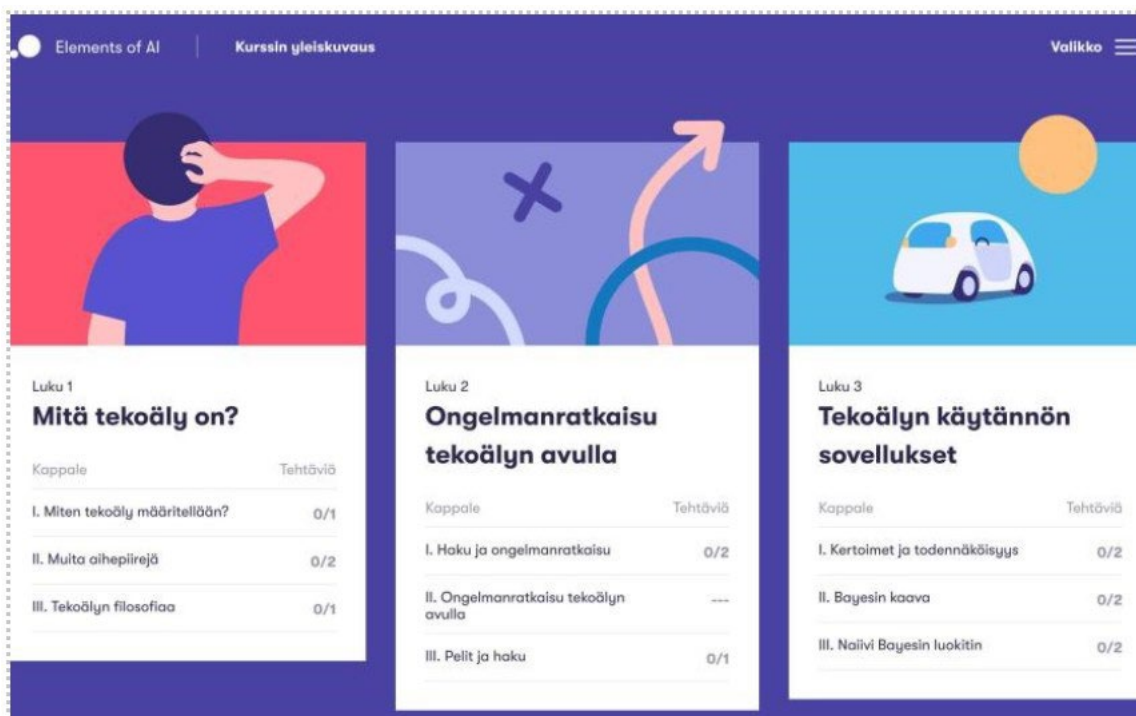 Elements of AI
Kurssin yleiskuvaus
Valikko
Luku 1
Mitä tekoäly on?
Kappale Tehtäviä
I. Miten tekoäly määritellään? 0/1
II. Muita aihepiirejä 0/2
III. Tekoälyn filosofiaa 0/1
Luku 2
Ongelmanratkaisu
tekoälyn avulla
Kappale Tehtäviä
I. Haku ja ongelmanratkaisu 0/2
II. Ongelmanratkaisu tekoälyn ---
avulla
III. Pelit ja haku 0/1
Luku 3
Tekoälyn käytännön
sovellukset
Kappale Tehtäviä
I. Kertoimet ja todennäköisyys 0/2
II. Bayesin kaava 0/2
III. Naiivi Bayesin luokitin 0/2